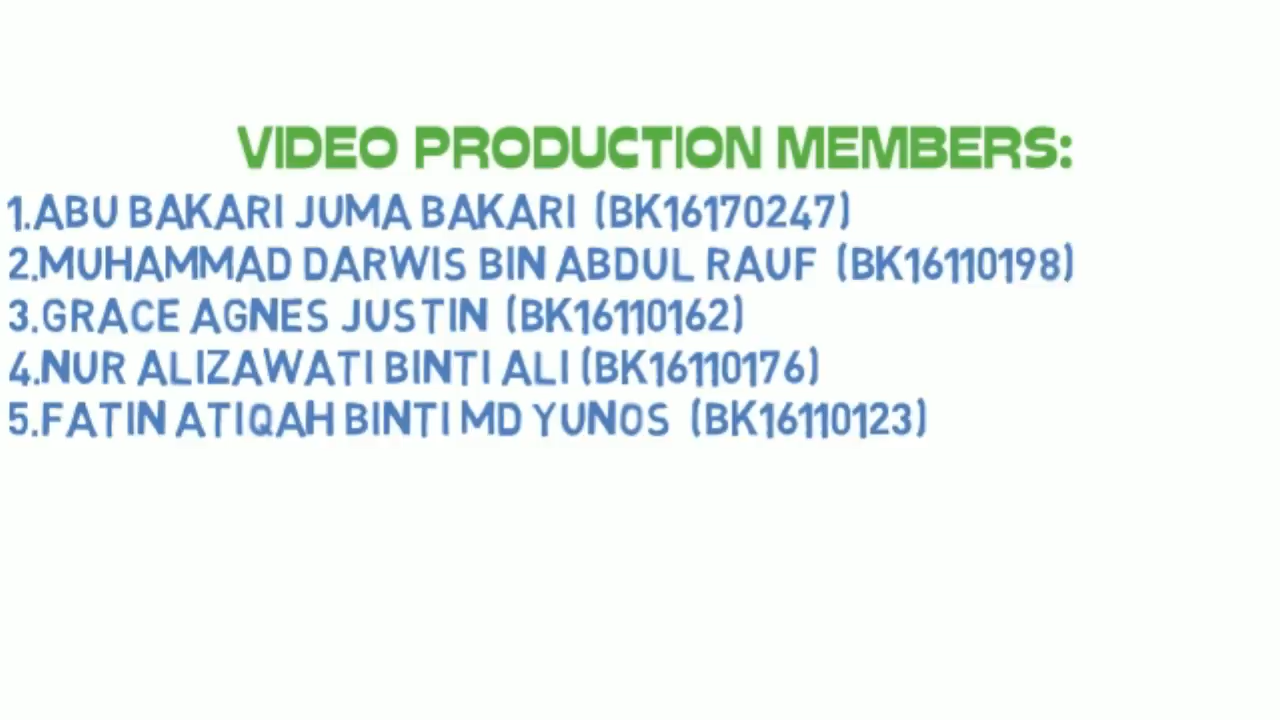 VIDEO PRODUCTION MEMBERS:
1.ABU BAKARI JUMA BAKARI (BK16170247)
2.MUHAMMAD DARWIS BIN ABDUL RAUF (BK16110198)
3.GRACE AGNES JUSTIN (BK16110162)
4.NUR ALIZAWATI BINTI ALI (BK16110176)
5.FATIN ATIQAH BINTI MD YUNOS (BK16110123)